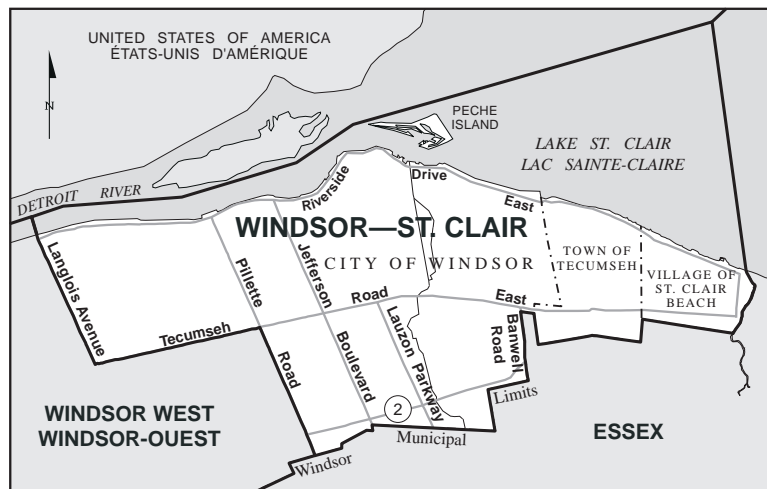 UNITED STATES OF AMERICA
ÉTATS-UNIS D'AMÉRIQUE
N
PECHE
ISLAND
LAKE ST. CLAIR
LAC SAINTE-CLAIRE
DETROIT RIVER
Riverside Drive East
WINDSOR—ST. CLAIR
CITY OF WINDSOR
TOWN OF
TECUMSEH
VILLAGE OF
ST. CLAIR
BEACH
Langlois Avenue
Pillette Road
Jefferson Boulevard
Tecumseh Road East
Lauzon Parkway
Banwell
Road
2
WINDSOR WEST
WINDSOR-OUEST
Windsor Municipal Limits
ESSEX